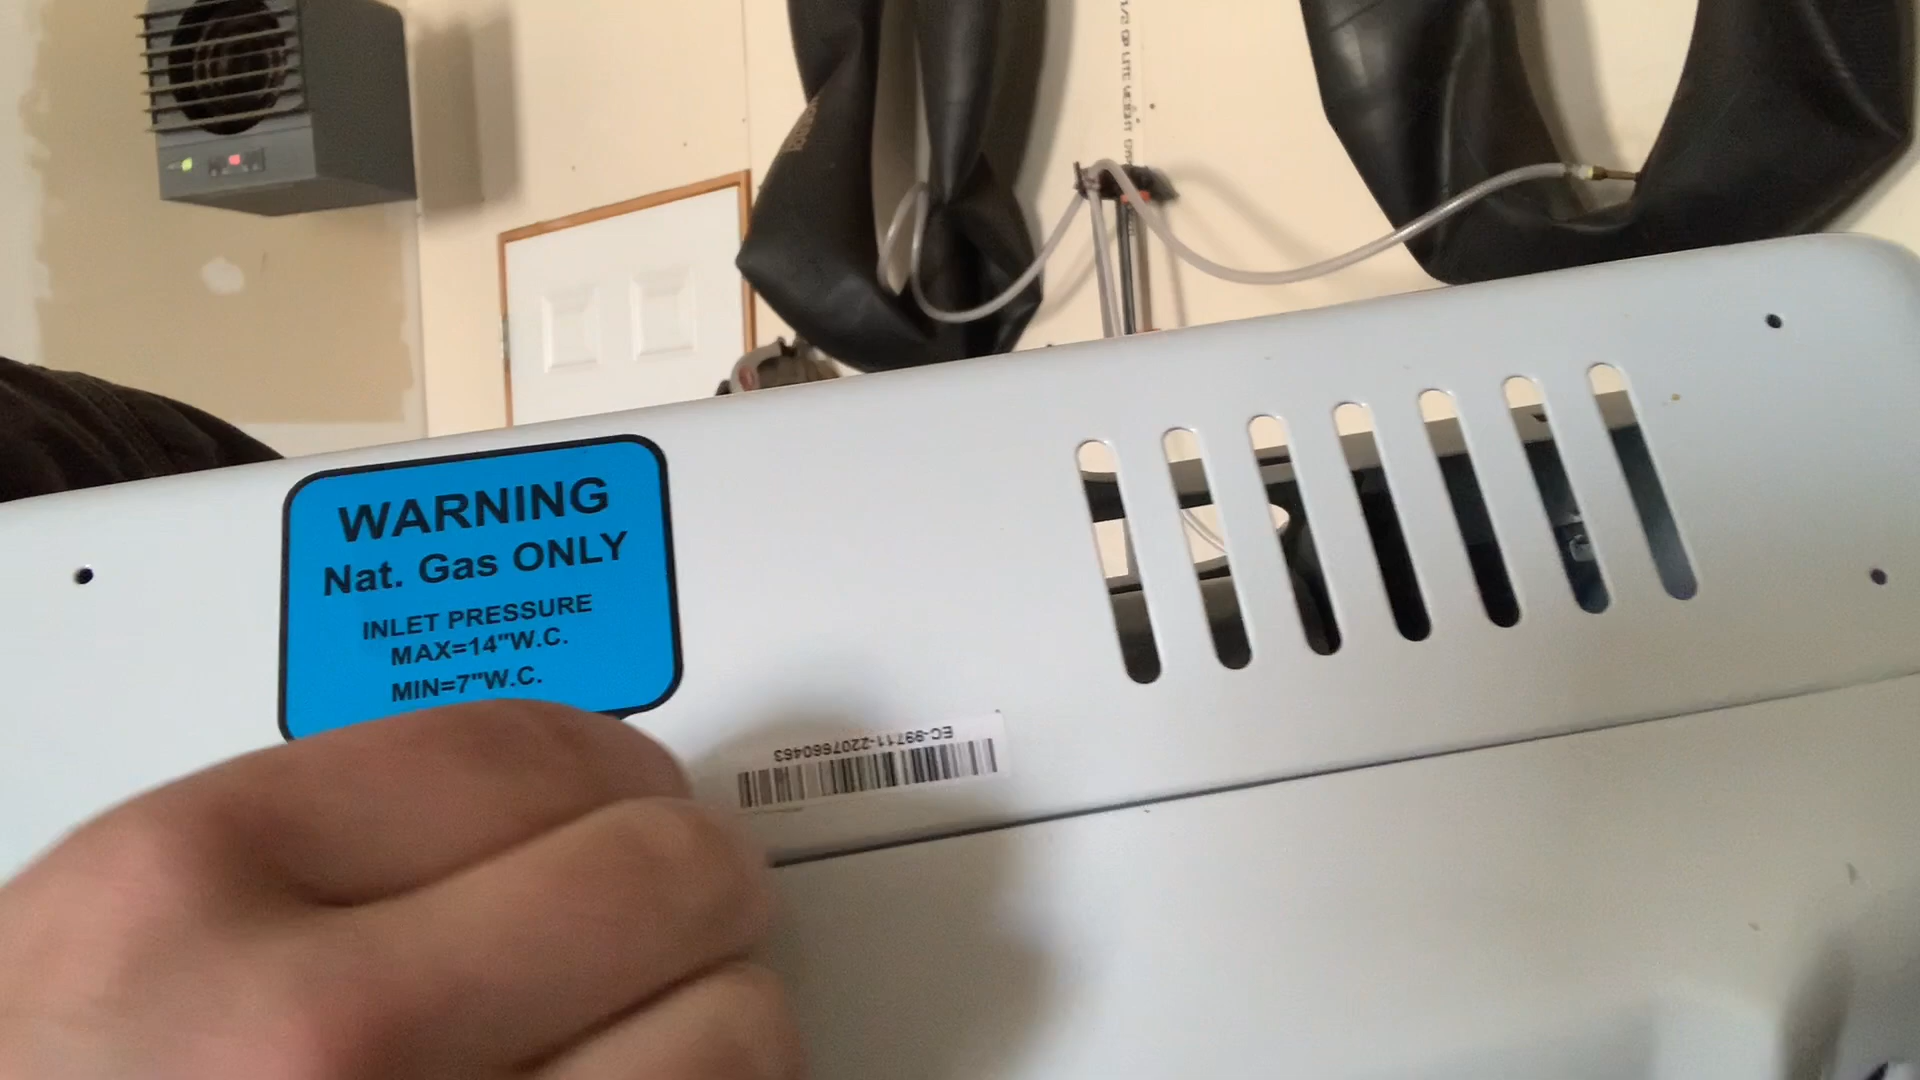 WARNING
Nat. Gas ONLY
INLET PRESSURE
MAX=14"W.C.
MIN=7"W.C.
EC-99711-2207660463